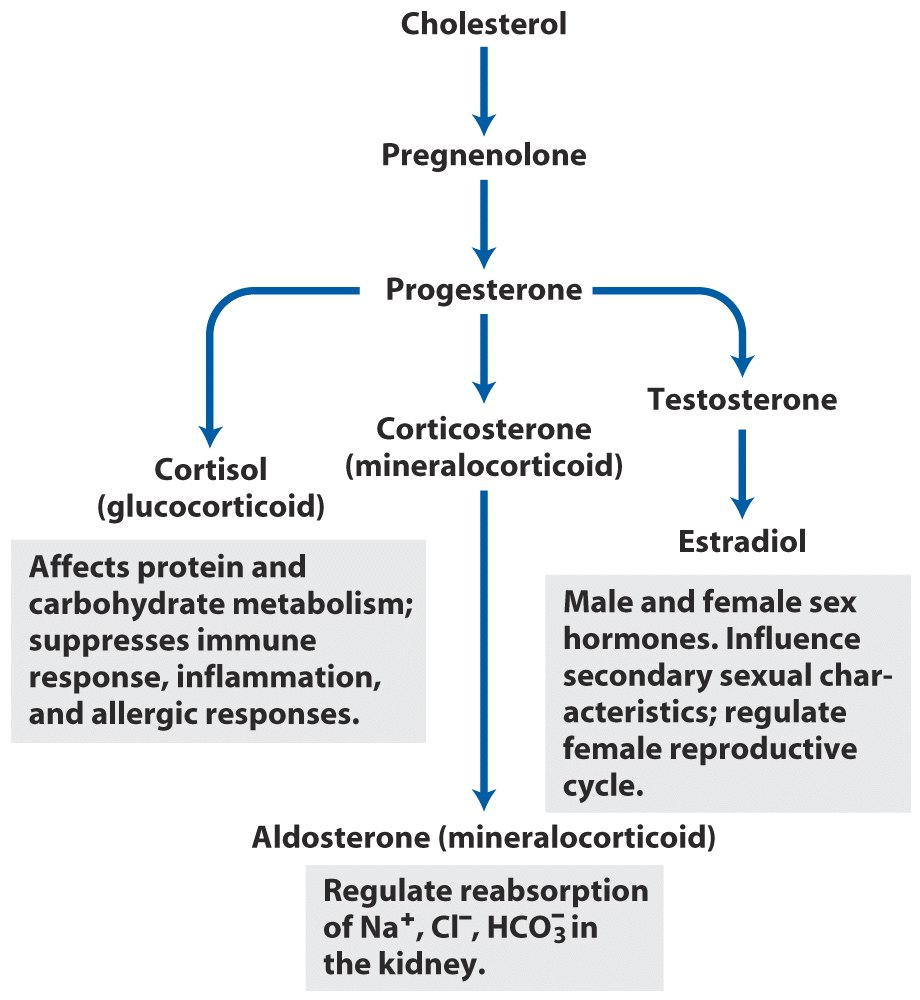 Cholesterol
Pregnenolone
Progesterone
Testosterone
Corticosterone
(mineralocorticoid)
Cortisol
(glucocorticoid)
Estradiol
Affects protein and
carbohydrate metabolism;
suppresses immune
response, inflammation,
and allergic responses.
Male and female sex
hormones. Influence
secondary sexual char-
acteristics; regulate
female reproductive
cycle.
Aldosterone (mineralocorticoid)
Regulate reabsorption
of Na⁺, Cl⁻, HCO₃⁻ in
the kidney.